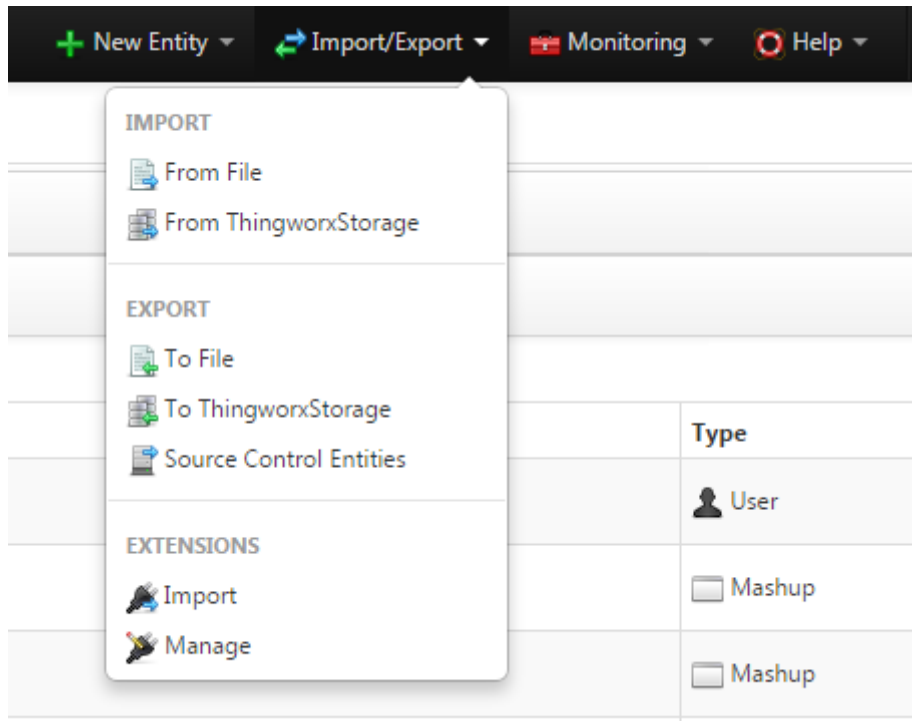 New Entity
Import/Export
Monitoring
Help
IMPORT
From File
From ThingworxStorage
EXPORT
To File
To ThingworxStorage
Source Control Entities
EXTENSIONS
Import
Manage
Type
User
Mashup
Mashup